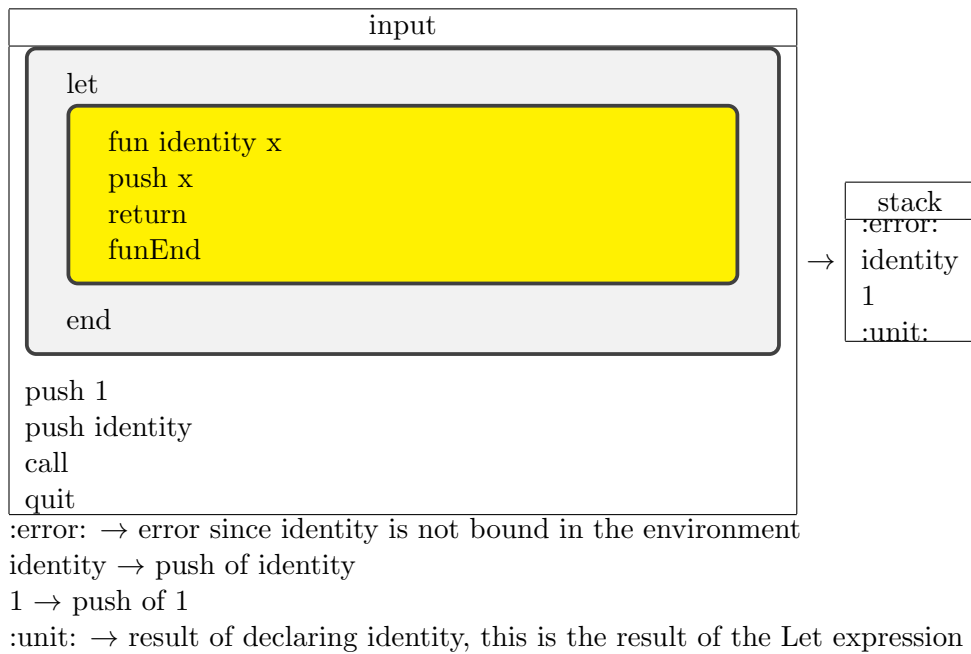 input
let
fun identity x
push x
return
funEnd
end
push 1
push identity
call
quit
→
stack
:error:
identity
1
:unit:
:error: → error since identity is not bound in the environment
identity → push of identity
1 → push of 1
:unit: → result of declaring identity, this is the result of the Let expression